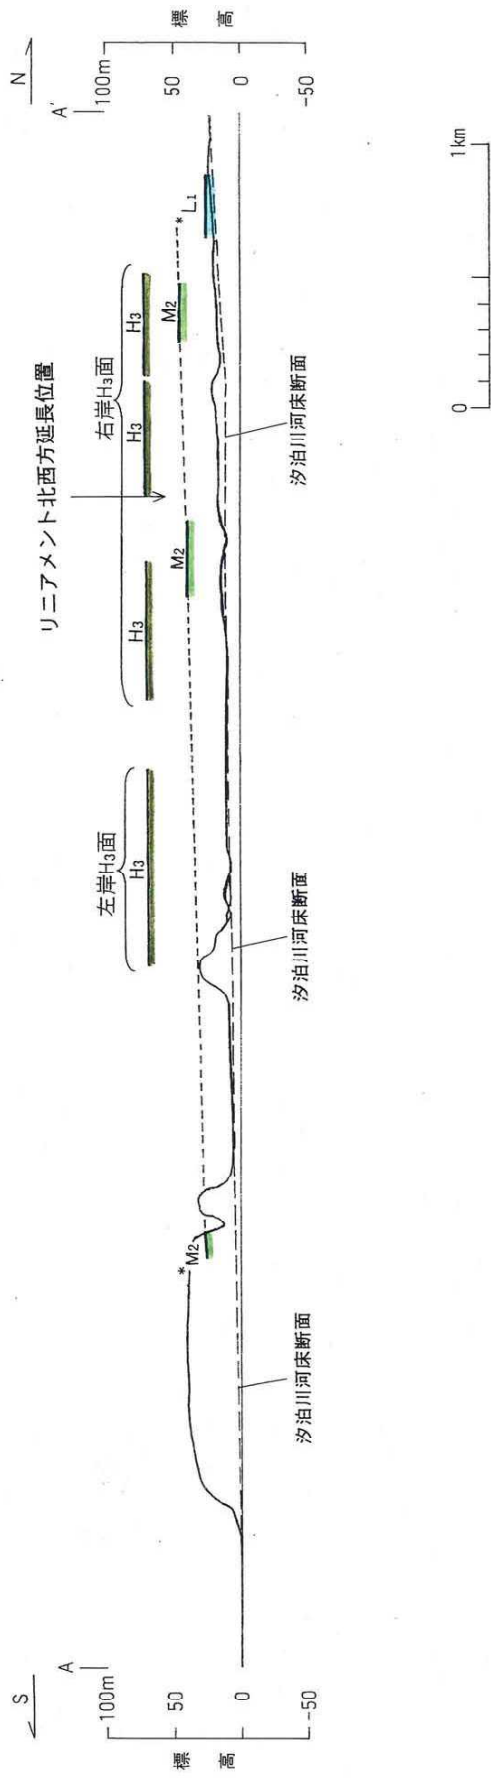 S
N
A
A'
100m
50
0
-50
標高
100m
50
0
-50
標高
リニアメント北西方延長位置
左岸H3面
右岸H3面
H3
H3
H3
H3
*M2
M2
M2
*L1
汐泊川河床断面
汐泊川河床断面
汐泊川河床断面
0
1km